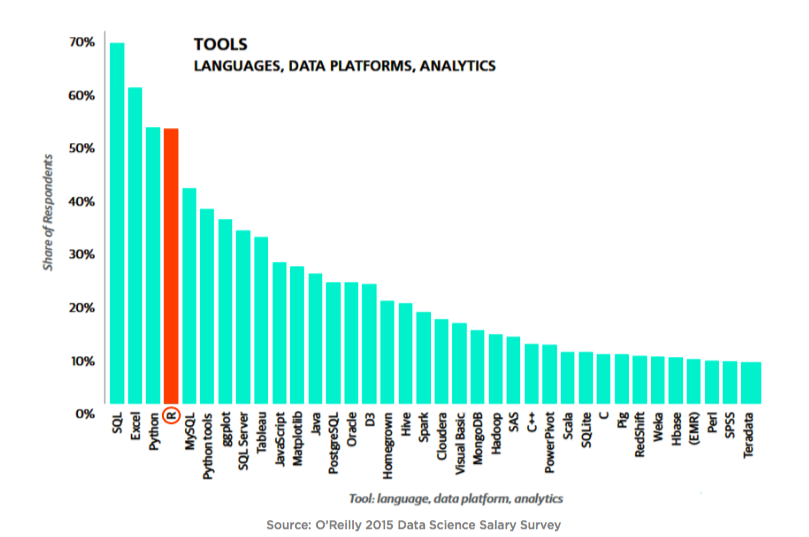 TOOLS
LANGUAGES, DATA PLATFORMS, ANALYTICS
Share of Respondents
70%
60%
50%
40%
30%
20%
10%
0%
SQL
Excel
Python
R
MySQL
Python tools
ggplot
SQL Server
Tableau
JavaScript
Matplotlib
Java
PostgreSQL
Oracle
D3
Homegrown
Hive
Spark
Cloudera
Visual Basic
MongoDB
Hadoop
SAS
C++
PowerPivot
Scala
SQLite
C
Pig
RedShift
Weka
Hbase
(EMR)
Perl
SPSS
Teradata
Tool: language, data platform, analytics
Source: O'Reilly 2015 Data Science Salary Survey